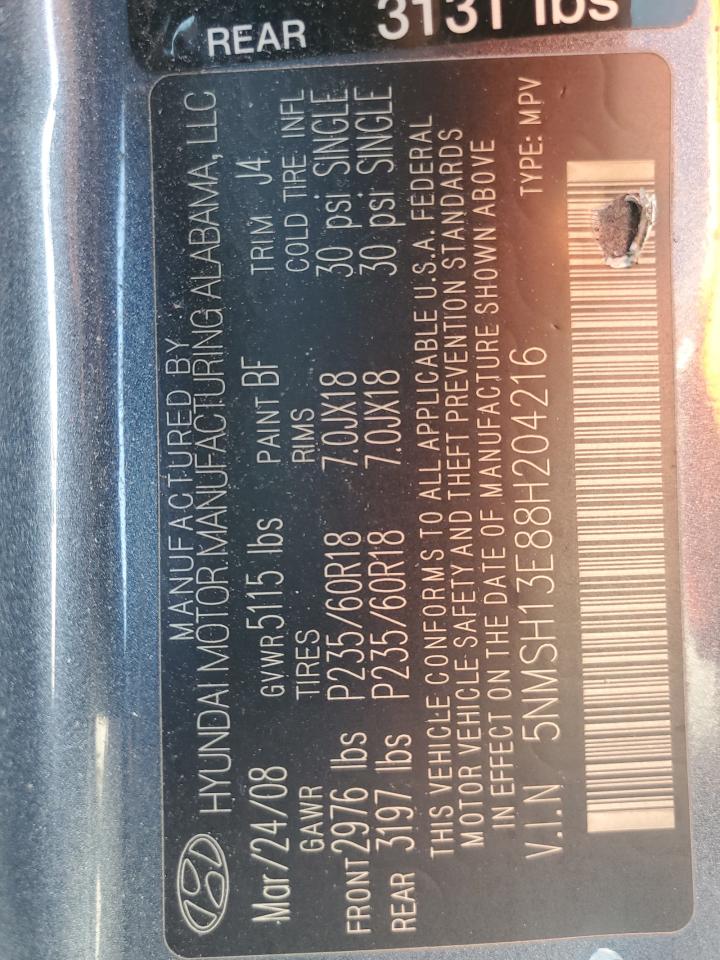 REAR 3131 lbs
MANUFACTURED BY
HYUNDAI MOTOR MANUFACTURING ALABAMA, LLC
Mar/24/08 GVWR 5115 lbs PAINT BF TRIM J4
GAWR TIRES RIMS COLD TIRE INFL
FRONT 2976 lbs P235/60R18 7.0JX18 30 psi SINGLE
REAR 3197 lbs P235/60R18 7.0JX18 30 psi SINGLE
THIS VEHICLE CONFORMS TO ALL APPLICABLE U.S.A. FEDERAL
MOTOR VEHICLE SAFETY AND THEFT PREVENTION STANDARDS
IN EFFECT ON THE DATE OF MANUFACTURE SHOWN ABOVE
V.I.N 5NMSH13E88H204216 TYPE: MPV